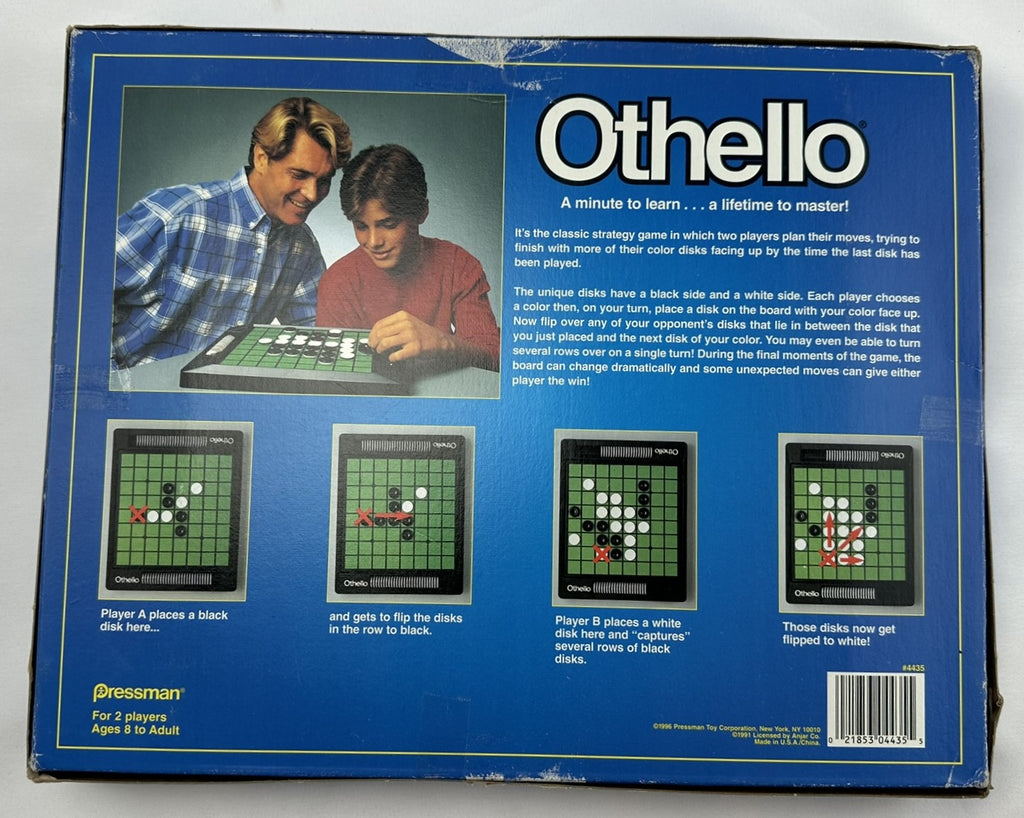 Othello®
A minute to learn . . . a lifetime to master!
It's the classic strategy game in which two players plan their moves, trying to
finish with more of their color disks facing up by the time the last disk has
been played.
The unique disks have a black side and a white side. Each player chooses
a color then, on your turn, place a disk on the board with your color face up.
Now flip over any of your opponent's disks that lie in between the disk that
you just placed and the next disk of your color. You may even be able to turn
several rows over on a single turn! During the final moments of the game, the
board can change dramatically and some unexpected moves can give either
player the win!
Othello
Othello
Othello
Othello
Othello
Othello
Othello
Othello
Player A places a black
disk here...
and gets to flip the disks
in the row to black.
Player B places a white
disk here and "captures"
several rows of black
disks.
Those disks now get
flipped to white!
Pressman®
For 2 players
Ages 8 to Adult
©1996 Pressman Toy Corporation, New York, NY 10010
©1991 Licensed by Anjar Co.
Made in U.S.A./China.
#4435
0 21853 04435 5